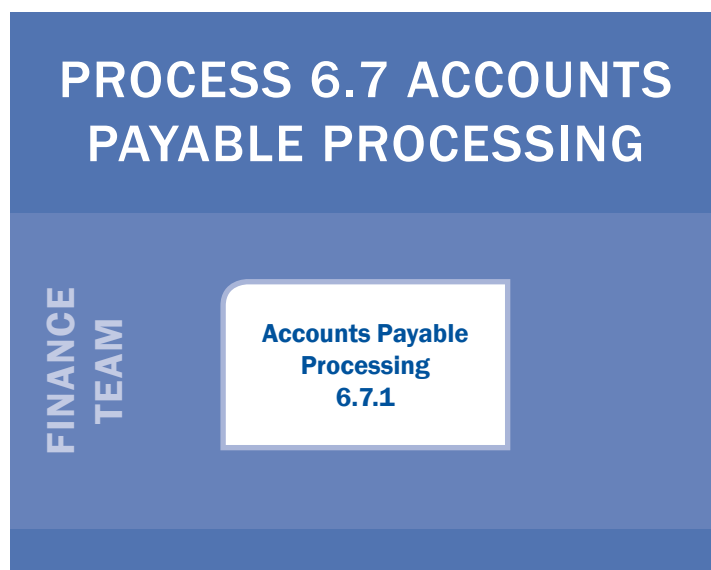 PROCESS 6.7 ACCOUNTS
PAYABLE PROCESSING
FINANCE
TEAM
Accounts Payable
Processing
6.7.1